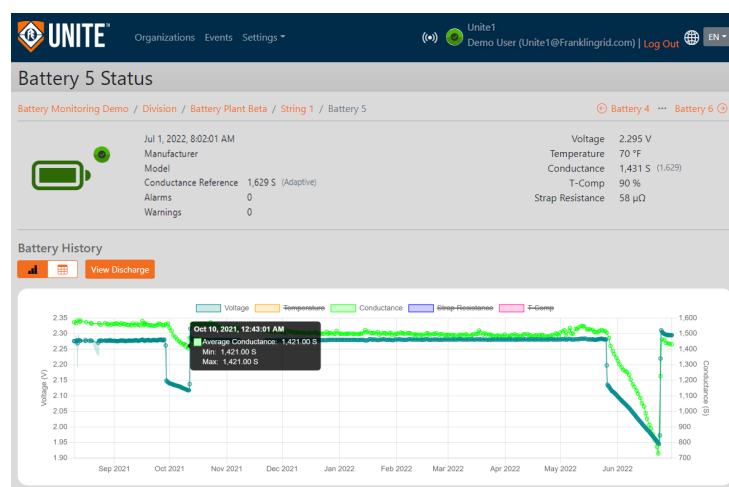 UNITE™
Organizations Events Settings
Unite1
Demo User (Unite1@Franklingrid.com) | Log Out
EN
Battery 5 Status
Battery Monitoring Demo / Division / Battery Plant Beta / String 1 / Battery 5
Battery 4 ··· Battery 6
Jul 1, 2022, 8:02:01 AM
Manufacturer
Model
Conductance Reference 1,629 S (Adaptive)
Alarms 0
Warnings 0
Voltage 2.295 V
Temperature 70 °F
Conductance 1,431 S (1,629)
T-Comp 90 %
Strap Resistance 58 µΩ
Battery History
View Discharge
Voltage Temperature Conductance Strap Resistance T-Comp
Oct 10, 2021, 12:43:01 AM
Average Conductance: 1,421.00 S
Min: 1,421.00 S
Max: 1,421.00 S
Voltage (V)
2.35
2.30
2.25
2.20
2.15
2.10
2.05
2.00
1.95
1.90
1,600
1,500
1,400
1,300
1,200
1,100
1,000
900
800
700
Conductance (S)
Sep 2021 Oct 2021 Nov 2021 Dec 2021 Jan 2022 Feb 2022 Mar 2022 Apr 2022 May 2022 Jun 2022